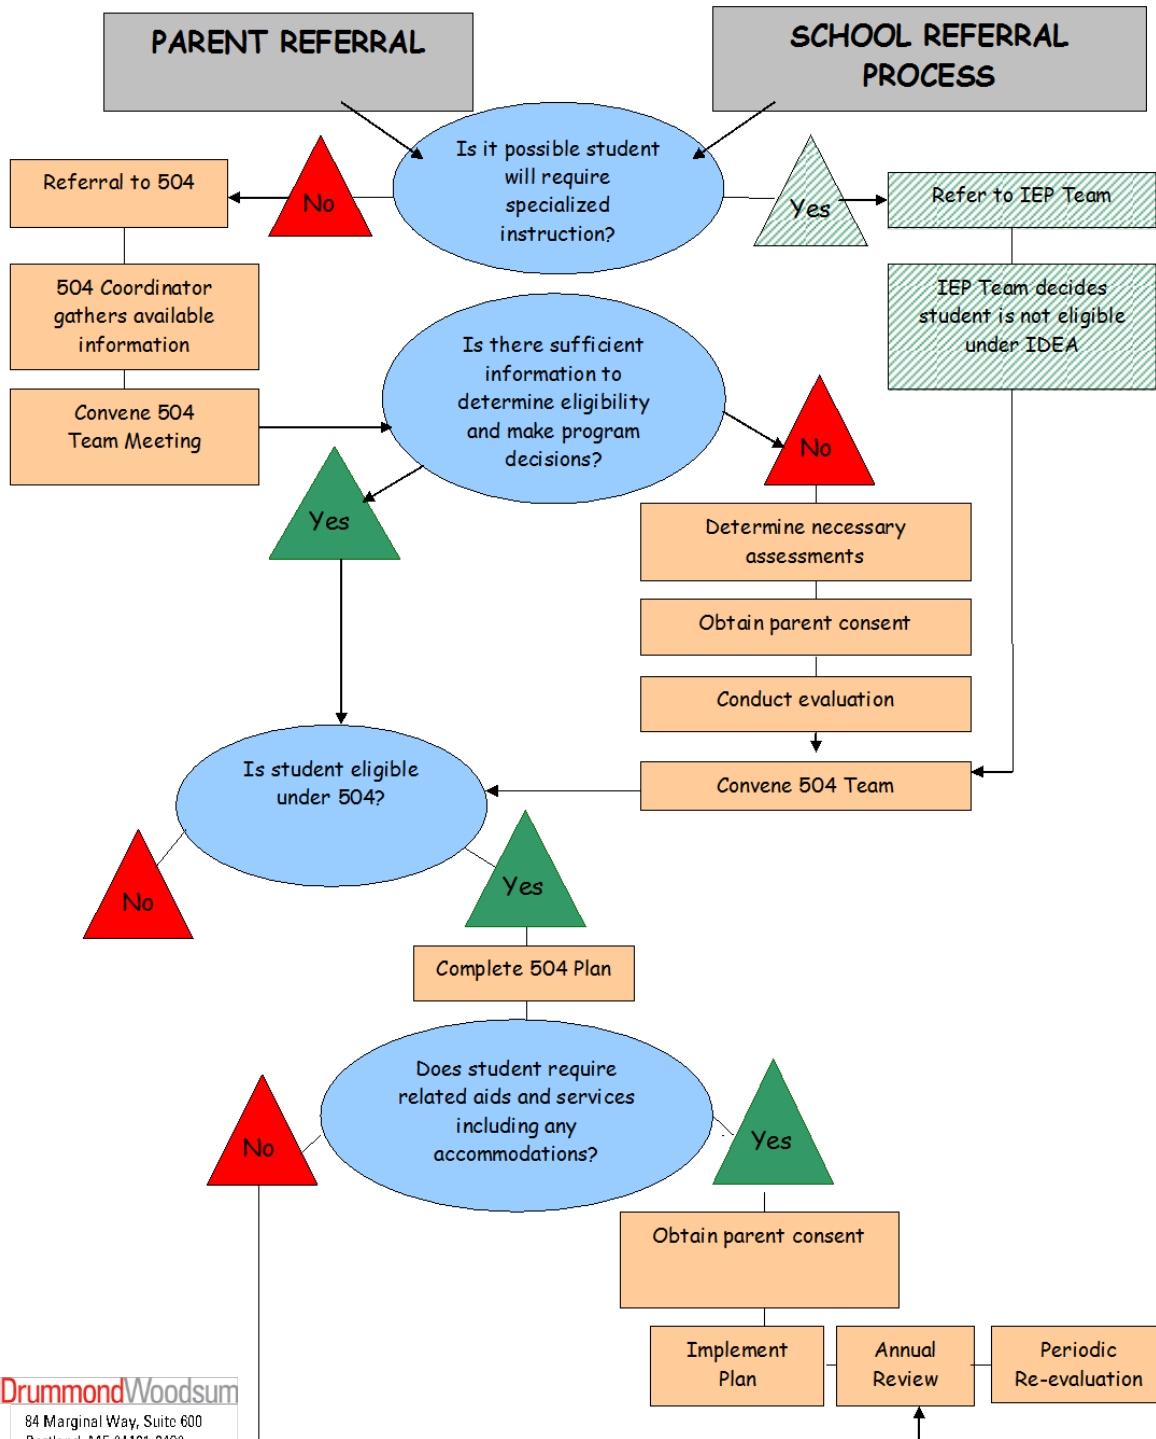 PARENT REFERRAL
SCHOOL REFERRAL
PROCESS
Is it possible student
will require
specialized
instruction?
No
Yes
Referral to 504
Refer to IEP Team
504 Coordinator
gathers available
information
IEP Team decides
student is not eligible
under IDEA
Is there sufficient
information to
determine eligibility
and make program
decisions?
Convene 504
Team Meeting
No
Yes
Determine necessary
assessments
Obtain parent consent
Conduct evaluation
Convene 504 Team
Is student eligible
under 504?
No
Yes
Complete 504 Plan
Does student require
related aids and services
including any
accommodations?
No
Yes
Obtain parent consent
Implement
Plan
Annual
Review
Periodic
Re-evaluation
DrummondWoodsum
84 Marginal Way, Suite 600
Portland, ME